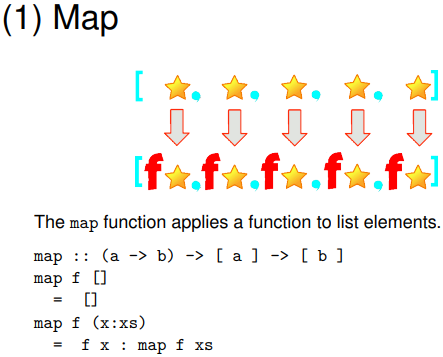 (1) Map
[ , , , , ]
[f , f , f , f , f ]
The map function applies a function to list elements.
map :: (a -> b) -> [ a ] -> [ b ]
map f []
= []
map f (x:xs)
= f x : map f xs